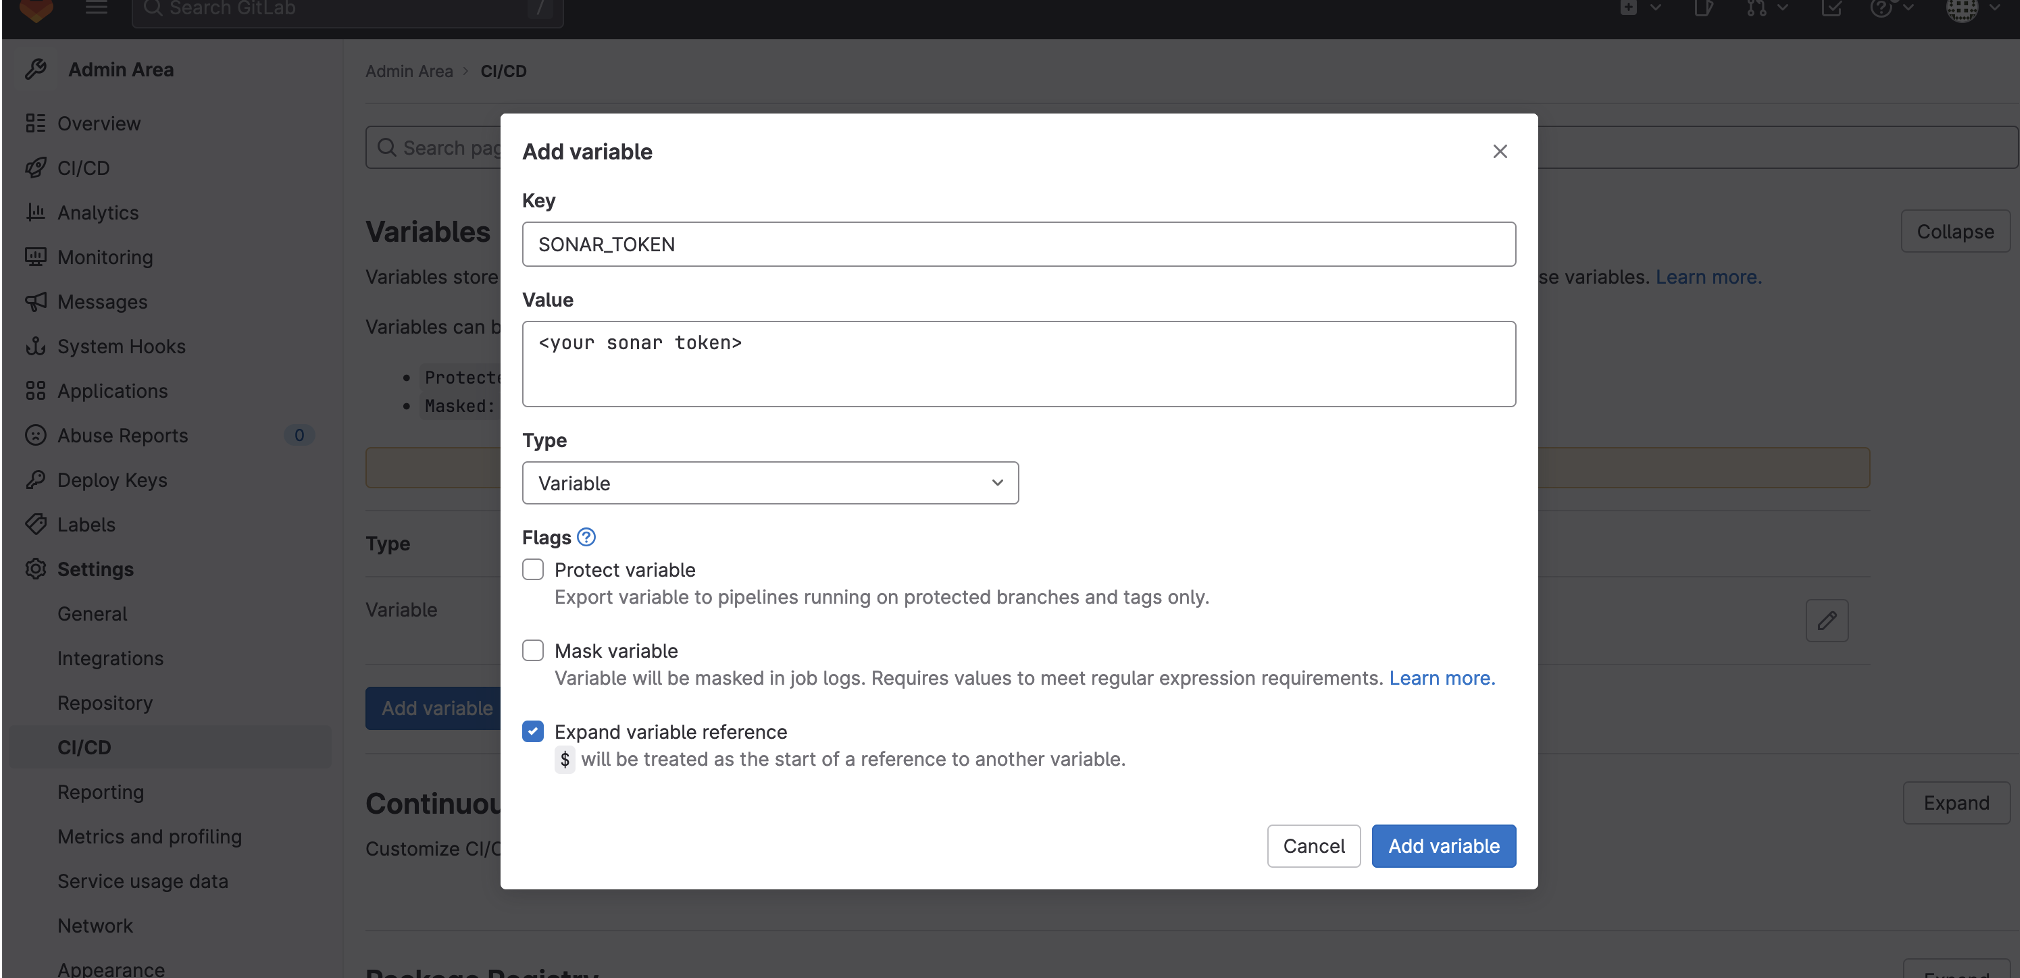 Search GitLab
/
Admin Area
Overview
CI/CD
Analytics
Monitoring
Messages
System Hooks
Applications
Abuse Reports 0
Deploy Keys
Labels
Settings
General
Integrations
Repository
CI/CD
Reporting
Metrics and profiling
Service usage data
Network
Appearance
Admin Area > CI/CD
Search pag
Variables
Collapse
Variables store
se variables. Learn more.
Variables can b
• Protecte
• Masked:
Type
Variable
Add variable
Continuou
Expand
Customize CI/C
Package Registry
Expand
Add variable
Key
SONAR_TOKEN
Value
<your sonar token>
Type
Variable
Flags ?
Protect variable
Export variable to pipelines running on protected branches and tags only.
Mask variable
Variable will be masked in job logs. Requires values to meet regular expression requirements. Learn more.
Expand variable reference
$ will be treated as the start of a reference to another variable.
Cancel
Add variable